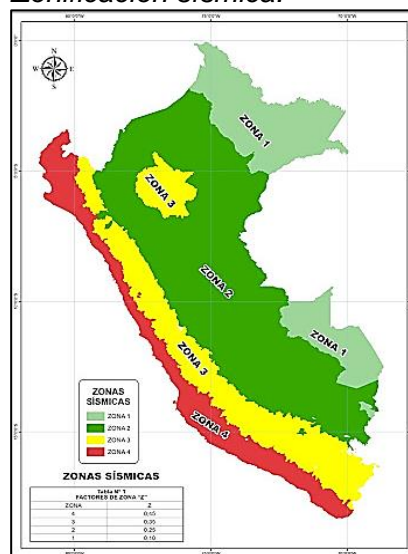 Zonificación sísmica.
N
W
E
S
ZONA 1
ZONA 3
ZONA 2
ZONA 1
ZONA 3
ZONA 4
ZONAS
SÍSMICAS
ZONA 1
ZONA 2
ZONA 3
ZONA 4
ZONAS SÍSMICAS
Tabla N° 1
FACTORES DE ZONA "Z"
ZONA Z
4 0,45
3 0,35
2 0,25
1 0,10